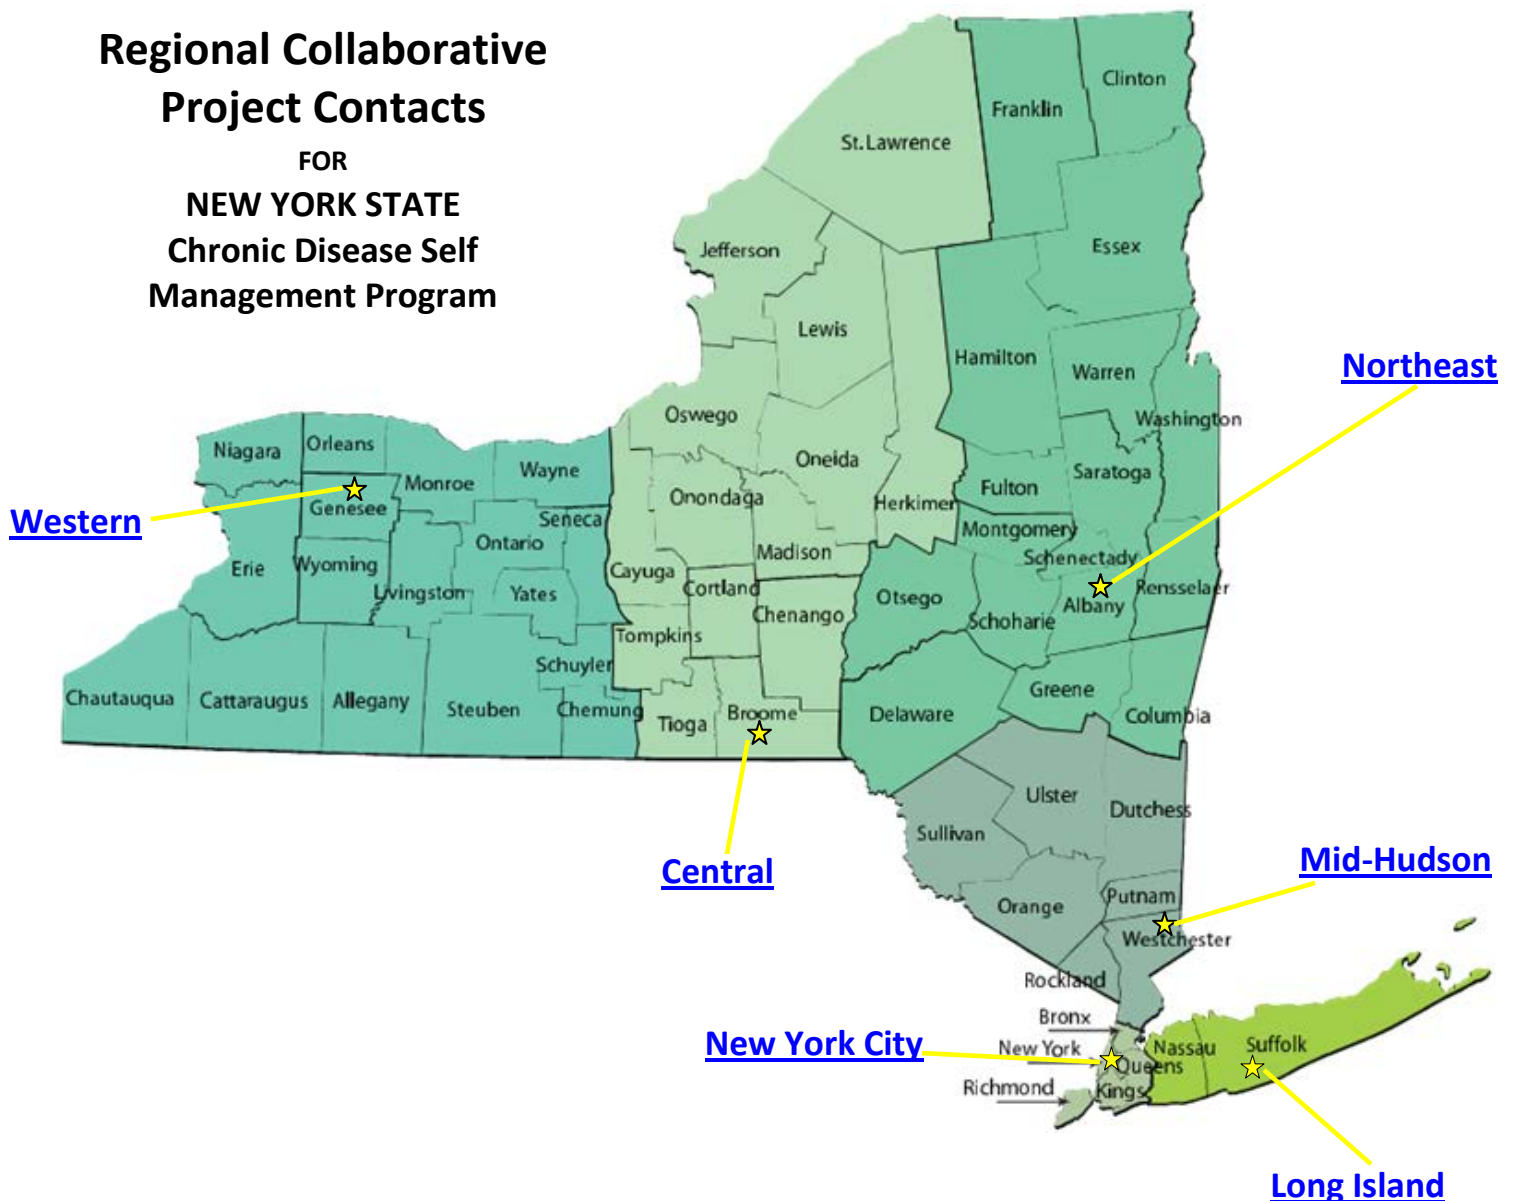 Regional Collaborative
Project Contacts
FOR
NEW YORK STATE
Chronic Disease Self
Management Program
Clinton
Franklin
St.Lawrence
Essex
Jefferson
Lewis
Hamilton
Northeast
Warren
Oswego
Washington
Niagara
Orleans
Oneida
Wayne
Saratoga
Monroe
Fulton
Onondaga
Herkimer
Genesee
Western
Seneca
Montgomery
Ontario
Madison
Schenectady
Erie
Wyoming
Cayuga
Cortland
Rensselaer
Livingston
Yates
Otsego
Albany
Chenango
Schoharie
Tompkins
Schuyler
Greene
Chautauqua
Cattaraugus
Allegany
Steuben
Chemung
Broome
Delaware
Columbia
Tioga
Ulster
Dutchess
Sullivan
Mid-Hudson
Central
Putnam
Orange
Westchester
Rockland
Bronx
New York City
New York
Nassau
Suffolk
Queens
Richmond
Kings
Long Island